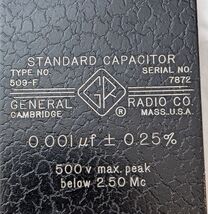 STANDARD CAPACITOR
TYPE NO. SERIAL NO.
509-F 7872
GENERAL GR RADIO CO.
CAMBRIDGE ® MASS., U.S.A.
0.001 μf ± 0.25%
500 v max. peak
below 2.50 Mc